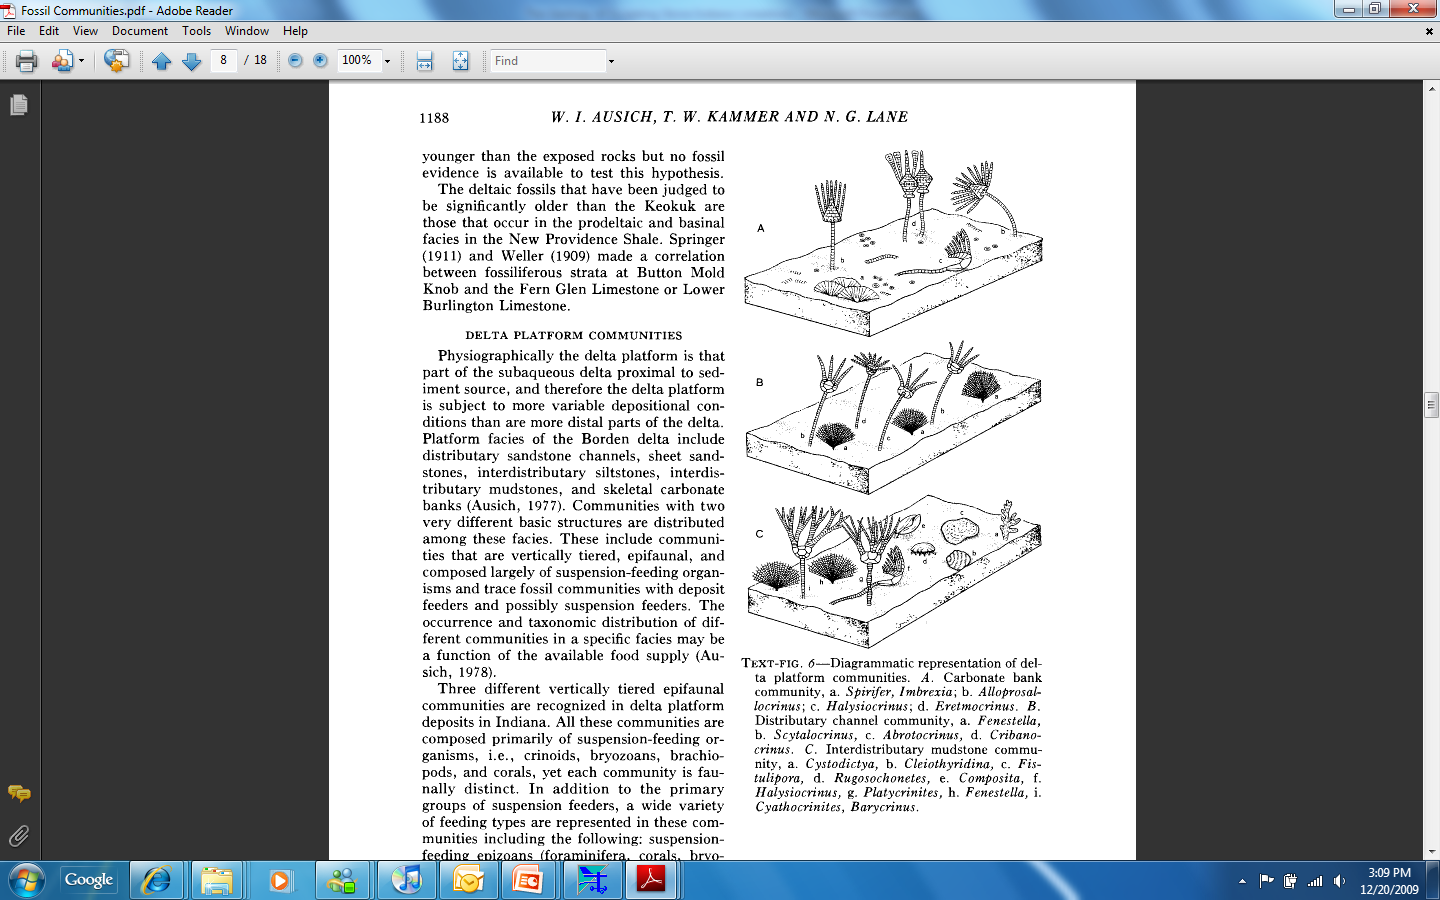 Fossil Communities.pdf - Adobe Reader
File Edit View Document Tools Window Help
8 / 18 100% Find
1188 W. I. AUSICH, T. W. KAMMER AND N. G. LANE
younger than the exposed rocks but no fossil
evidence is available to test this hypothesis.
The deltaic fossils that have been judged to
be significantly older than the Keokuk are
those that occur in the prodeltaic and basinal
facies in the New Providence Shale. Springer
(1911) and Weller (1909) made a correlation
between fossiliferous strata at Button Mold
Knob and the Fern Glen Limestone or Lower
Burlington Limestone.
DELTA PLATFORM COMMUNITIES
Physiographically the delta platform is that
part of the subaqueous delta proximal to sed-
iment source, and therefore the delta platform
is subject to more variable depositional con-
ditions than are more distal parts of the delta.
Platform facies of the Borden delta include
distributary sandstone channels, sheet sand-
stones, interdistributary siltstones, interdis-
tributary mudstones, and skeletal carbonate
banks (Ausich, 1977). Communities with two
very different basic structures are distributed
among these facies. These include communi-
ties that are vertically tiered, epifaunal, and
composed largely of suspension-feeding organ-
isms and trace fossil communities with deposit
feeders and possibly suspension feeders. The
occurrence and taxonomic distribution of dif-
ferent communities in a specific facies may be
a function of the available food supply (Au-
sich, 1978).
Three different vertically tiered epifaunal
communities are recognized in delta platform
deposits in Indiana. All these communities are
composed primarily of suspension-feeding or-
ganisms, i.e., crinoids, bryozoans, brachio-
pods, and corals, yet each community is fau-
nally distinct. In addition to the primary
groups of suspension feeders, a wide variety
of feeding types are represented in these com-
munities including the following: suspension-
feeding epizoans (foraminifera, corals, bryo-
A
b
d
b
c
a
B
b
a
d
c
a
h
a
C
e
c
a
b
d
f
g
h
i
TEXT-FIG. 6—Diagrammatic representation of del-
ta platform communities. A. Carbonate bank
community, a. Spirifer, Imbrexia; b. Alloprosal-
locrinus; c. Halysiocrinus; d. Eretmocrinus. B.
Distributary channel community, a. Fenestella,
b. Scytalocrinus, c. Abrotocrinus, d. Cribano-
crinus. C. Interdistributary mudstone commu-
nity, a. Cystodictya, b. Cleiothyridina, c. Fis-
tulipora, d. Rugosochonetes, e. Composita, f.
Halysiocrinus, g. Platycrinites, h. Fenestella, i.
Cyathocrinites, Barycrinus.
Google
3:09 PM
12/20/2009